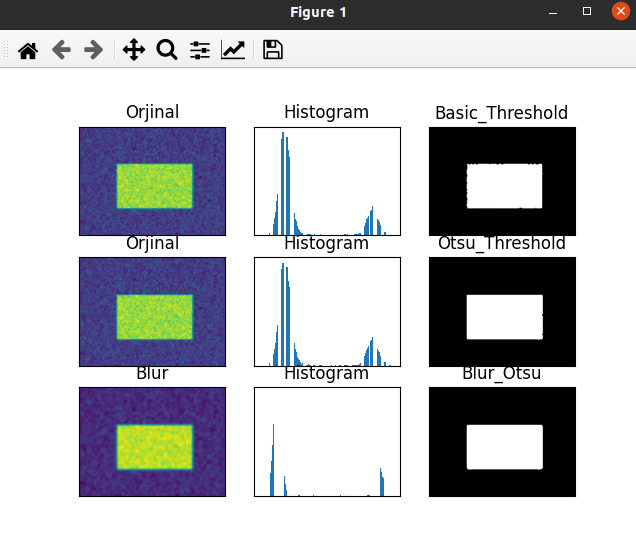 Figure 1
Orjinal Histogram Basic_Threshold
Orjinal Histogram Otsu_Threshold
Blur Histogram Blur_Otsu